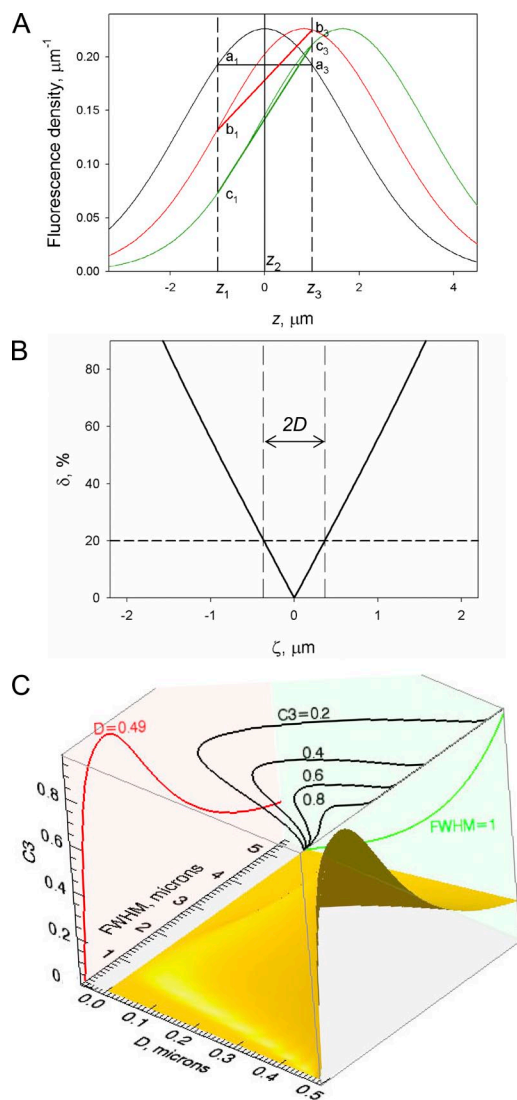 A
Fluorescence density, μm⁻¹
0.20
0.15
0.10
0.05
0.00
a₁
b₁
c₁
b₃
c₃
a₃
z₂
-2 0 2 4
z₁ z₃
z, μm
B
δ, %
80
60
40
20
0
2D
-2 -1 0 1 2
ζ, μm
C
D=0.49
C3=0.2
0.4
0.6
0.8
FWHM=1
C3
0.8
0.6
0.4
0.2
0
FWHM, microns
1 2 3 4 5
0.0 0.1 0.2 0.3 0.4 0.5
D, microns